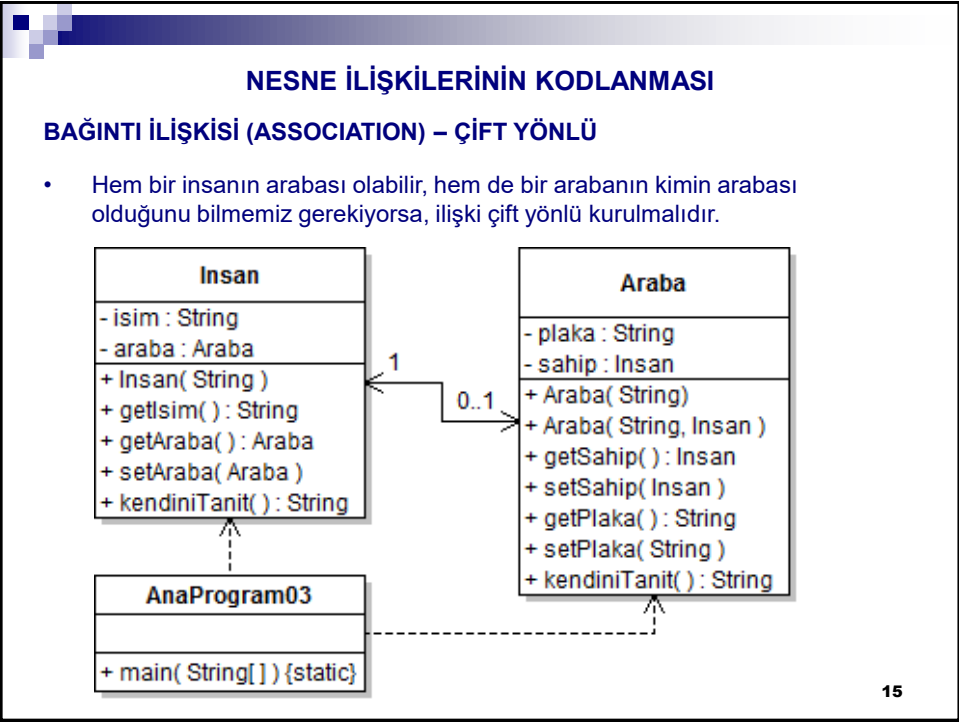 NESNE İLİŞKİLERİNİN KODLANMASI
BAĞINTI İLİŞKİSİ (ASSOCIATION) – ÇİFT YÖNLÜ
• Hem bir insanın arabası olabilir, hem de bir arabanın kimin arabası
olduğunu bilmemiz gerekiyorsa, ilişki çift yönlü kurulmalıdır.
Insan
- isim : String
- araba : Araba
+ Insan( String )
+ getIsim( ) : String
+ getAraba( ) : Araba
+ setAraba( Araba )
+ kendiniTanit( ) : String
1
0..1
Araba
- plaka : String
- sahip : Insan
+ Araba( String)
+ Araba( String, Insan )
+ getSahip( ) : Insan
+ setSahip( Insan )
+ getPlaka( ) : String
+ setPlaka( String )
+ kendiniTanit( ) : String
AnaProgram03
+ main( String[ ] ) {static}
15